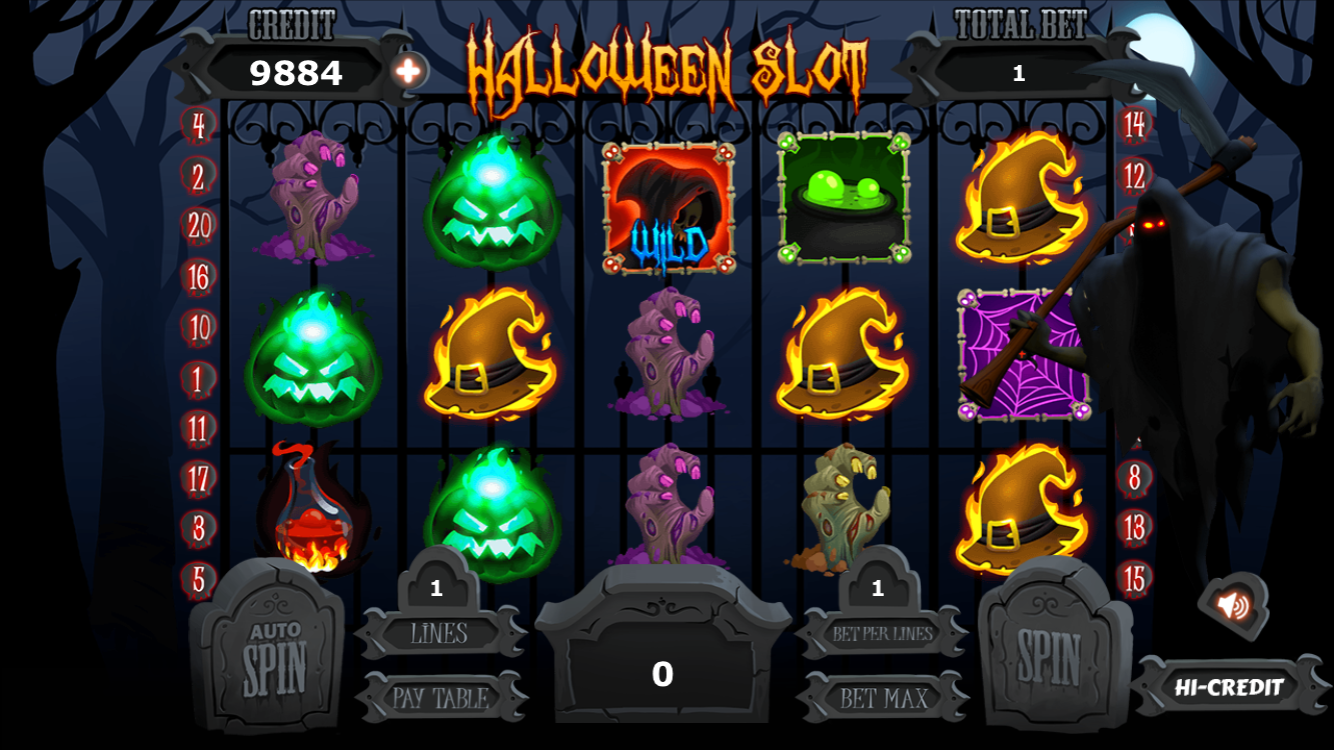 CREDIT
HALLOWEEN SLOT
TOTAL BET
9884
+
1
4
14
2
12
20
16
10
1
11
17
8
3
13
5
15
WILD
1
1
LINES
BET PER LINES
AUTO
SPIN
0
SPIN
PAY TABLE
BET MAX
HI-CREDIT